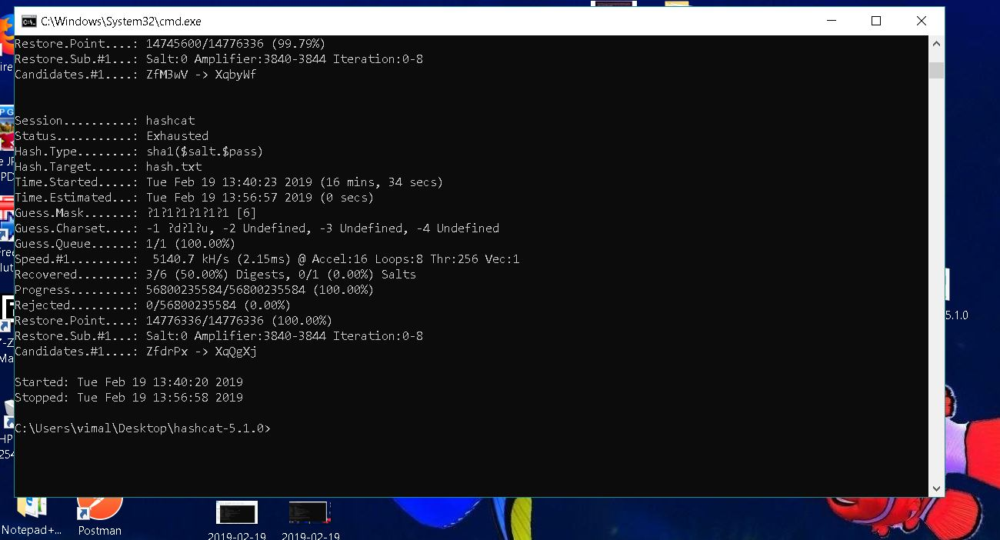 C:\Windows\System32\cmd.exe
Restore.Point....: 14745600/14776336 (99.79%)
Restore.Sub.#1...: Salt:0 Amplifier:3840-3844 Iteration:0-8
Candidates.#1....: ZfM3wV -> XqbyWf
Session..........: hashcat
Status...........: Exhausted
Hash.Type........: sha1($salt.$pass)
Hash.Target......: hash.txt
Time.Started.....: Tue Feb 19 13:40:23 2019 (16 mins, 34 secs)
Time.Estimated...: Tue Feb 19 13:56:57 2019 (0 secs)
Guess.Mask.......: ?1?1?1?1?1?1 [6]
Guess.Charset....: -1 ?d?l?u, -2 Undefined, -3 Undefined, -4 Undefined
Guess.Queue......: 1/1 (100.00%)
Speed.#1.........:  5140.7 kH/s (2.15ms) @ Accel:16 Loops:8 Thr:256 Vec:1
Recovered........: 3/6 (50.00%) Digests, 0/1 (0.00%) Salts
Progress.........: 56800235584/56800235584 (100.00%)
Rejected.........: 0/56800235584 (0.00%)
Restore.Point....: 14776336/14776336 (100.00%)
Restore.Sub.#1...: Salt:0 Amplifier:3840-3844 Iteration:0-8
Candidates.#1....: ZfdrPx -> XqQgXj
Started: Tue Feb 19 13:40:20 2019
Stopped: Tue Feb 19 13:56:58 2019
C:\Users\vimal\Desktop\hashcat-5.1.0>
5.1.0
Notepad+...
Postman
2019-02-19
2019-02-19